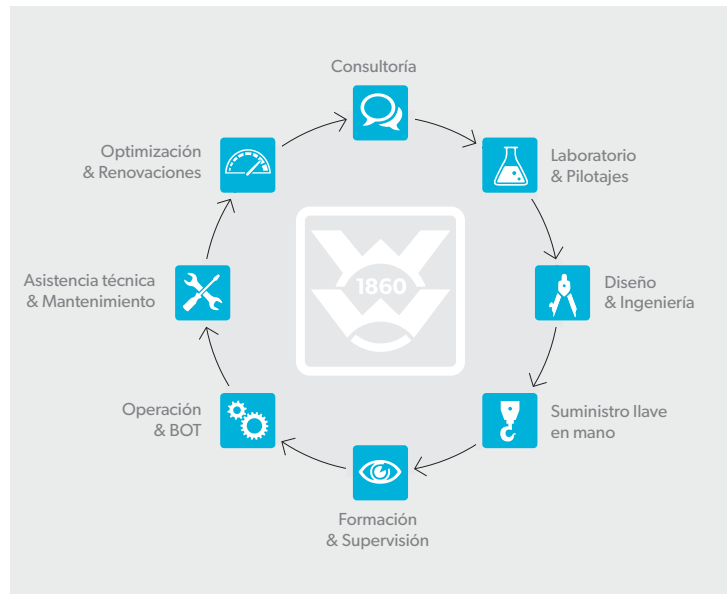 Consultoría
Laboratorio
& Pilotajes
Diseño
& Ingeniería
Suministro llave
en mano
Formación
& Supervisión
Operación
& BOT
Asistencia técnica
& Mantenimiento
Optimización
& Renovaciones
1860